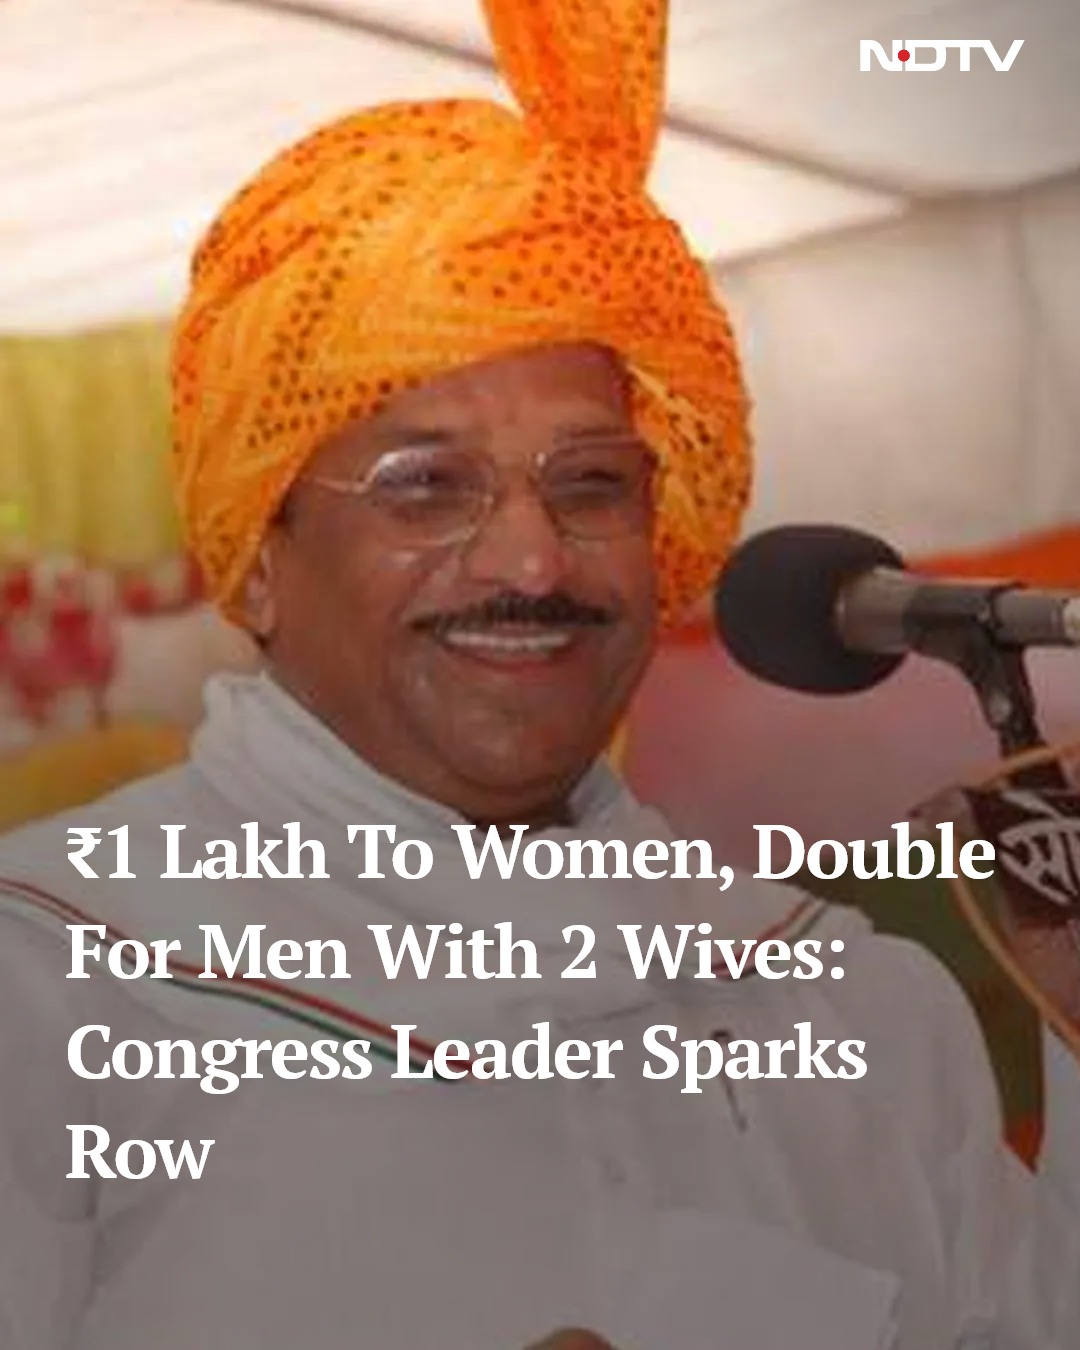 NDTV
₹1 Lakh To Women, Double
For Men With 2 Wives:
Congress Leader Sparks
Row